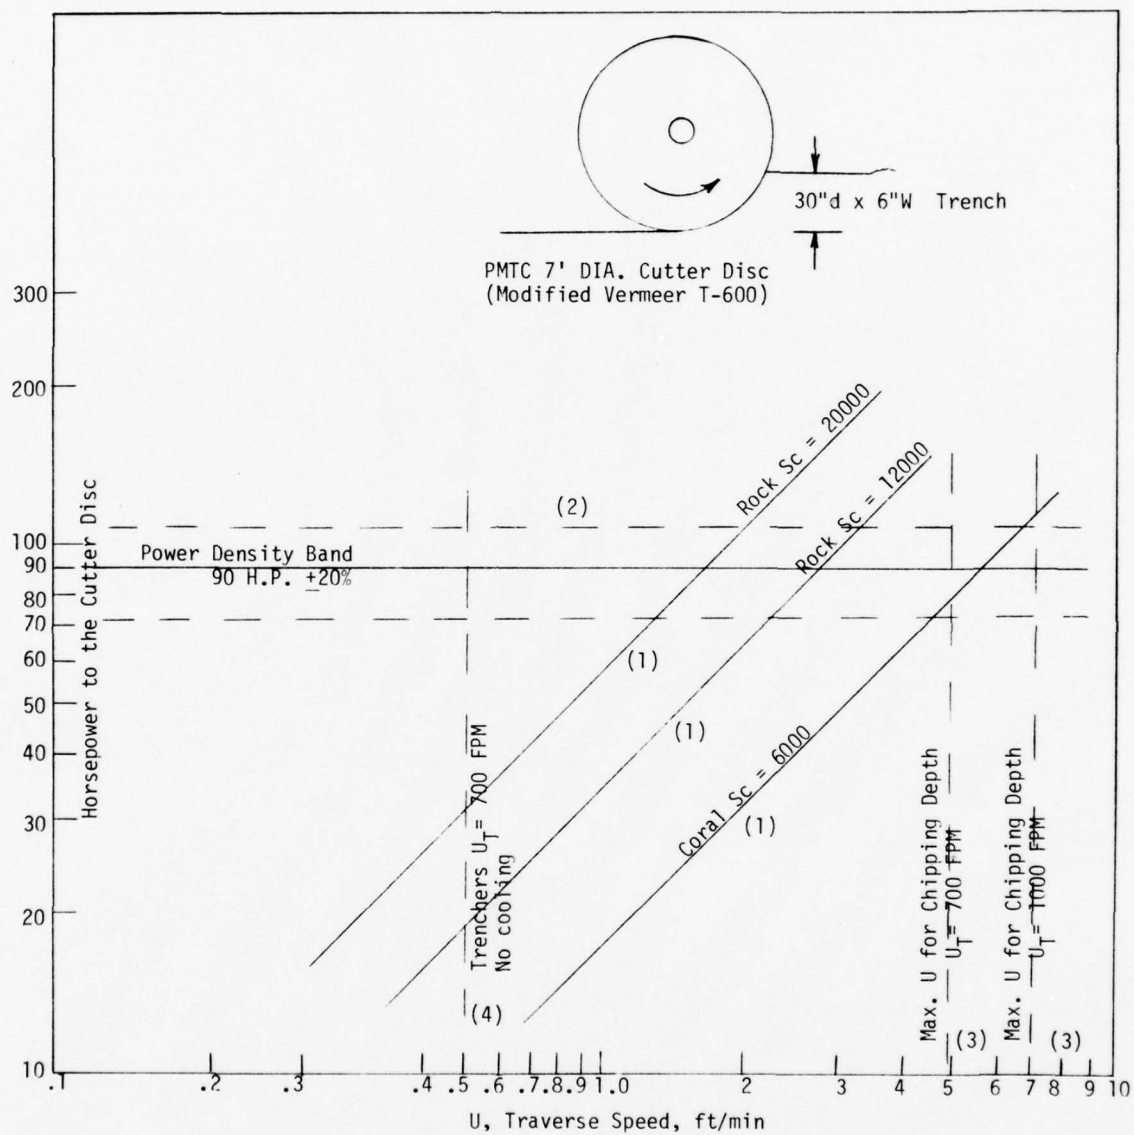 30"d x 6"W Trench
PMTC 7' DIA. Cutter Disc
(Modified Vermeer T-600)
300
200
100
90
80
70
60
50
40
30
20
10
Horsepower to the Cutter Disc
(2)
Power Density Band
90 H.P. ±20%
Rock Sc = 20000
Rock Sc = 12000
Coral Sc = 6000
(1)
(1)
(1)
Trenchers U_T = 700 FPM
No cooling
(4)
Max. U for Chipping Depth
U_T = 700 FPM
(3)
Max. U for Chipping Depth
U_T = 1000 FPM
(3)
.1 .2 .3 .4 .5 .6 .7 .8 .9 1.0 2 3 4 5 6 7 8 9 10
U, Traverse Speed, ft/min